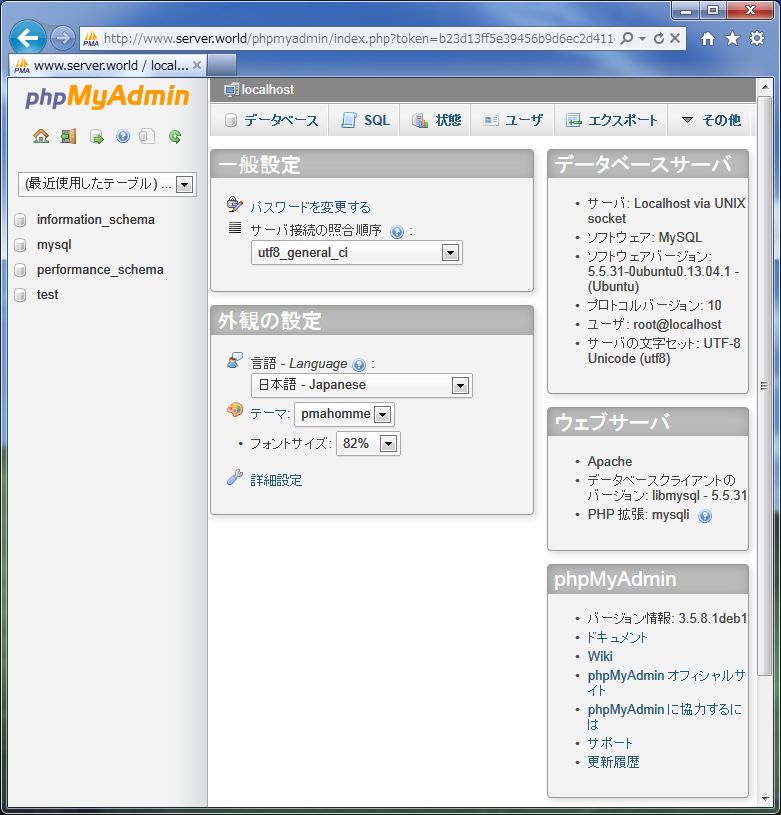 http://www.server.world/phpmyadmin/index.php?token=b23d13ff5e39456b9d6ec2d411
www.server.world / local...
phpMyAdmin
(最近使用したテーブル) ...
information_schema
mysql
performance_schema
test
localhost
データベース
SQL
状態
ユーザ
エクスポート
その他
一般設定
パスワードを変更する
サーバ接続の照合順序 :
utf8_general_ci
外観の設定
言語 - Language :
日本語 - Japanese
テーマ: pmahomme
• フォントサイズ: 82%
詳細設定
データベースサーバ
• サーバ: Localhost via UNIX
socket
• ソフトウェア: MySQL
• ソフトウェアバージョン:
5.5.31-0ubuntu0.13.04.1 -
(Ubuntu)
• プロトコルバージョン: 10
• ユーザ: root@localhost
• サーバの文字セット: UTF-8
Unicode (utf8)
ウェブサーバ
• Apache
• データベースクライアントの
バージョン: libmysql - 5.5.31
• PHP 拡張: mysqli
phpMyAdmin
• バージョン情報: 3.5.8.1deb1
• ドキュメント
• Wiki
• phpMyAdmin オフィシャルサ
イト
• phpMyAdmin に協力するに
は
• サポート
• 更新履歴